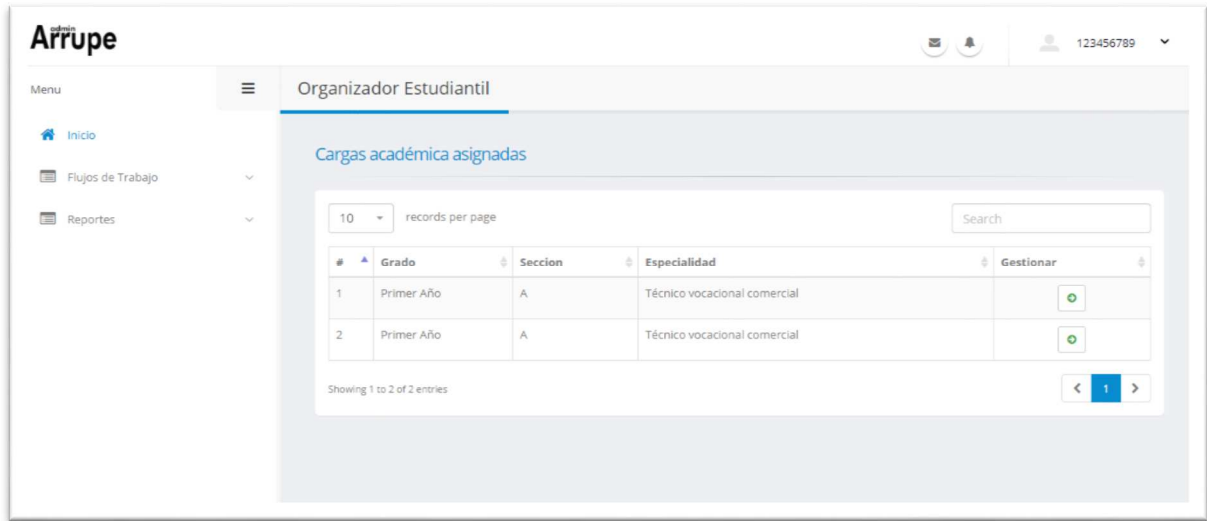 admin
Arrupe
123456789
Menu
Organizador Estudiantil
Inicio
Flujos de Trabajo
Reportes
Cargas académica asignadas
10 records per page
Search
# Grado Seccion Especialidad Gestionar
1 Primer Año A Técnico vocacional comercial
2 Primer Año A Técnico vocacional comercial
Showing 1 to 2 of 2 entries
1